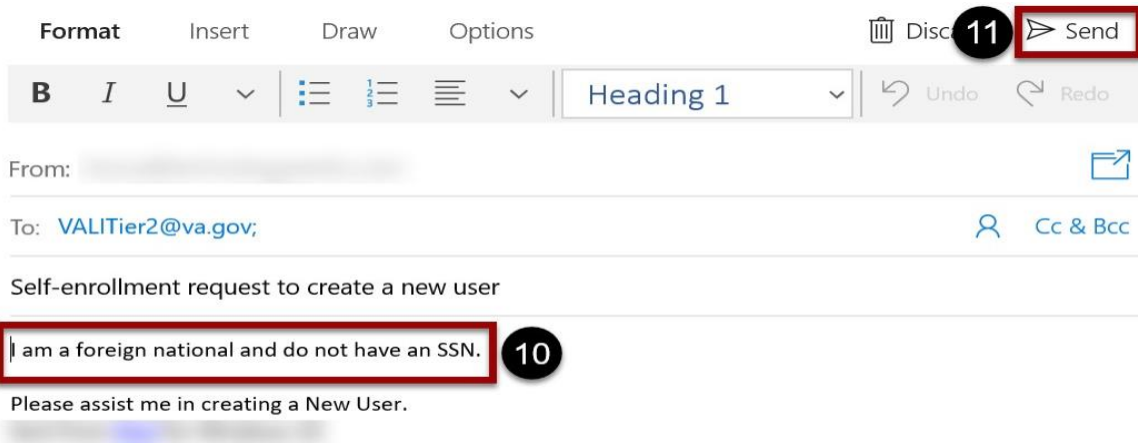 Format Insert Draw Options Disc 11 Send
B I U Heading 1 Undo Redo
From:
To: VALITier2@va.gov; Cc & Bcc
Self-enrollment request to create a new user
I am a foreign national and do not have an SSN. 10
Please assist me in creating a New User.